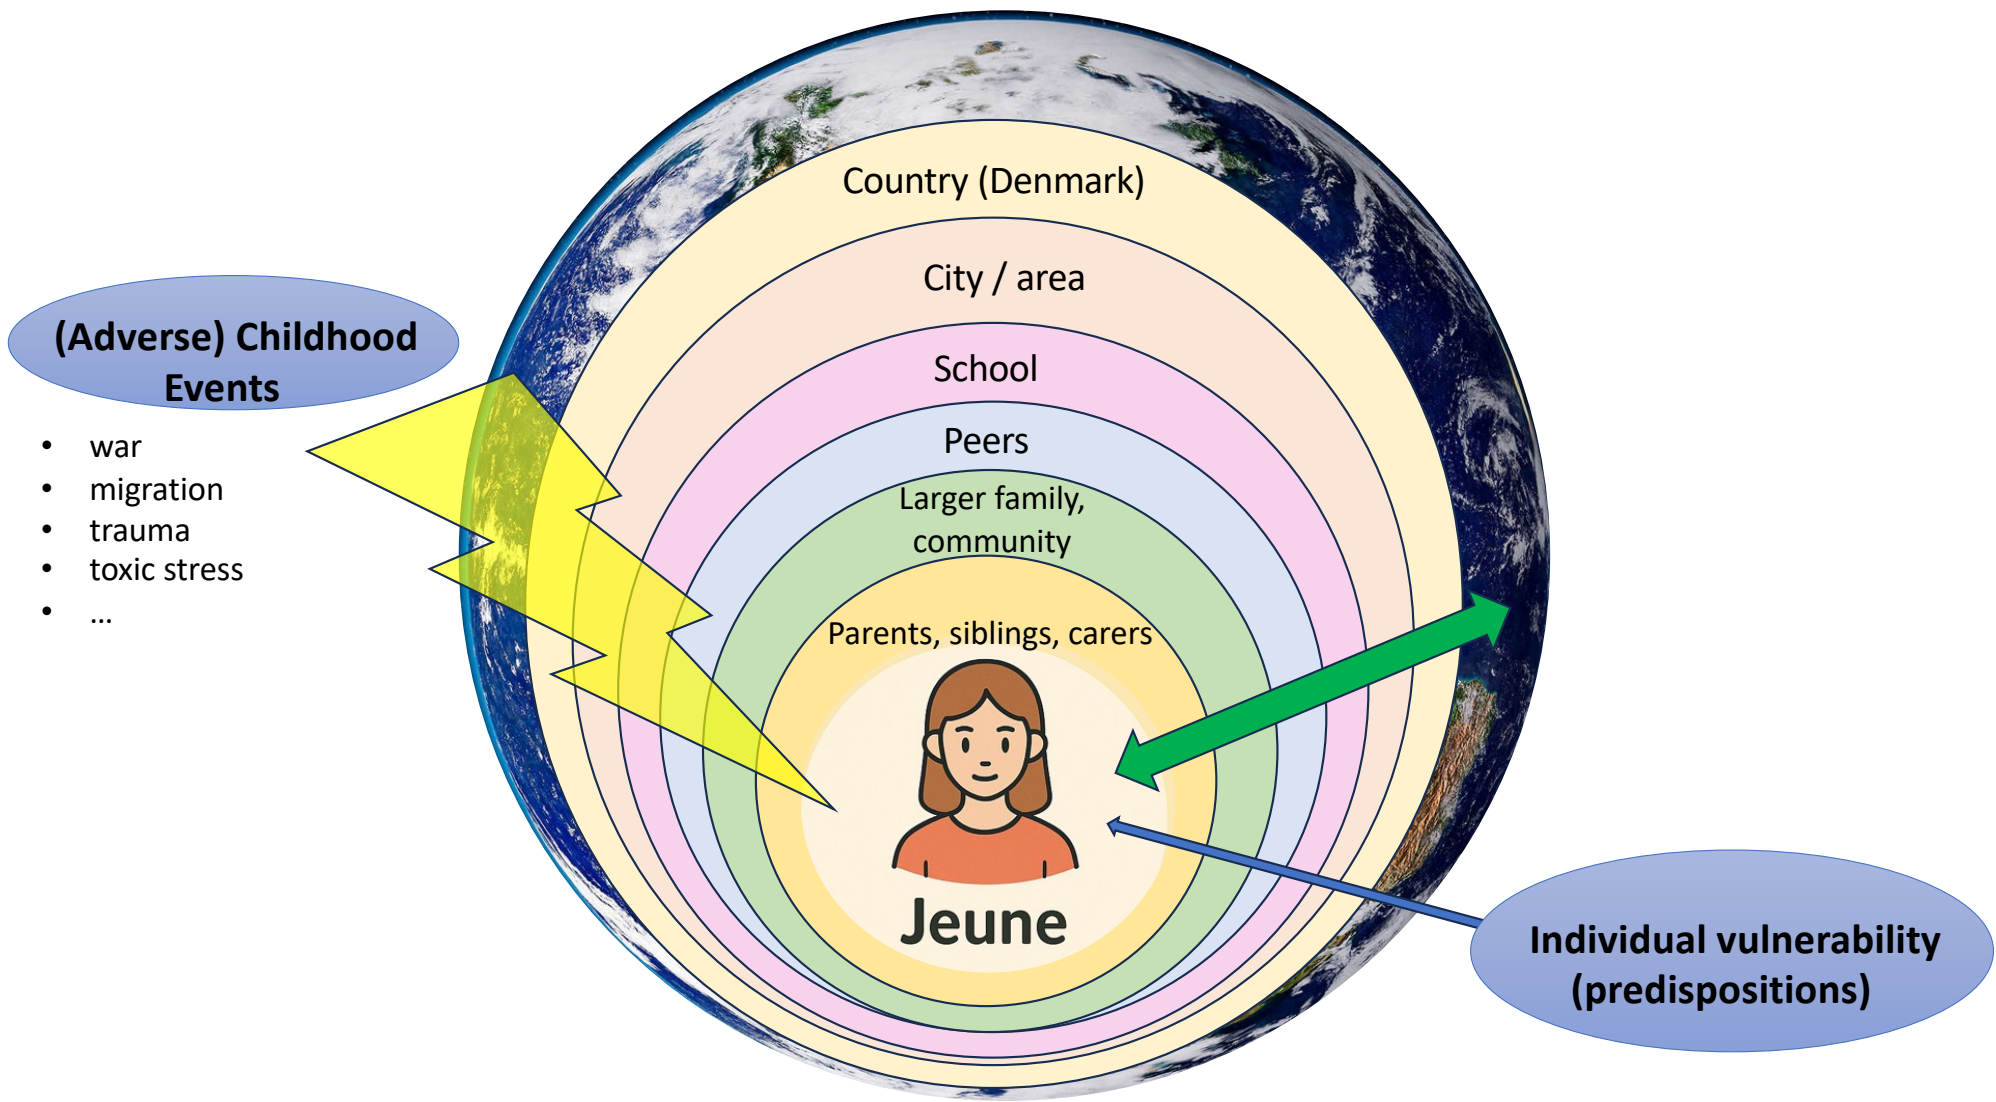 Country (Denmark)
City / area
School
Peers
Larger family,
community
Parents, siblings, carers
Jeune
(Adverse) Childhood
Events
• war
• migration
• trauma
• toxic stress
• ...
Individual vulnerability
(predispositions)